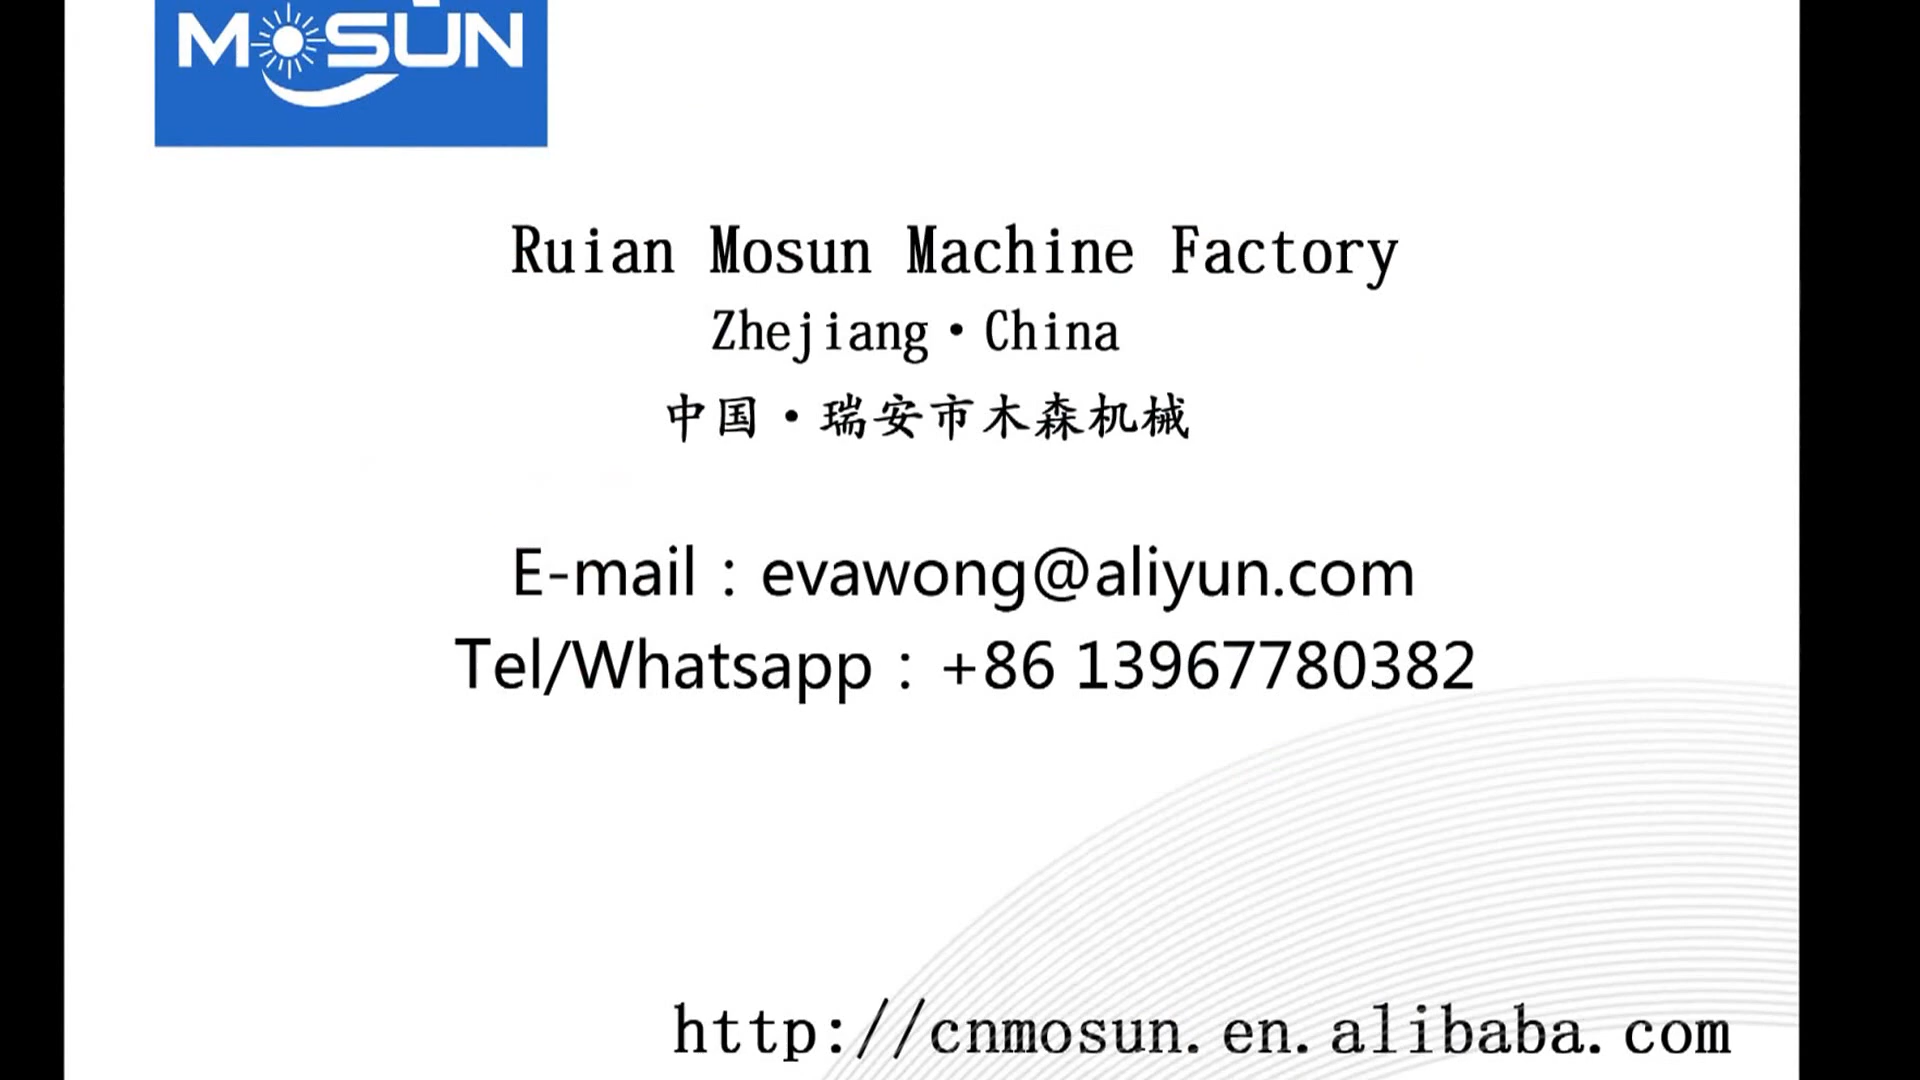 MOSUN
Ruian Mosun Machine Factory
Zhejiang·China
中国·瑞安市木森机械
E-mail：evawong@aliyun.com
Tel/Whatsapp：+86 13967780382
http://cnmosun.en.alibaba.com